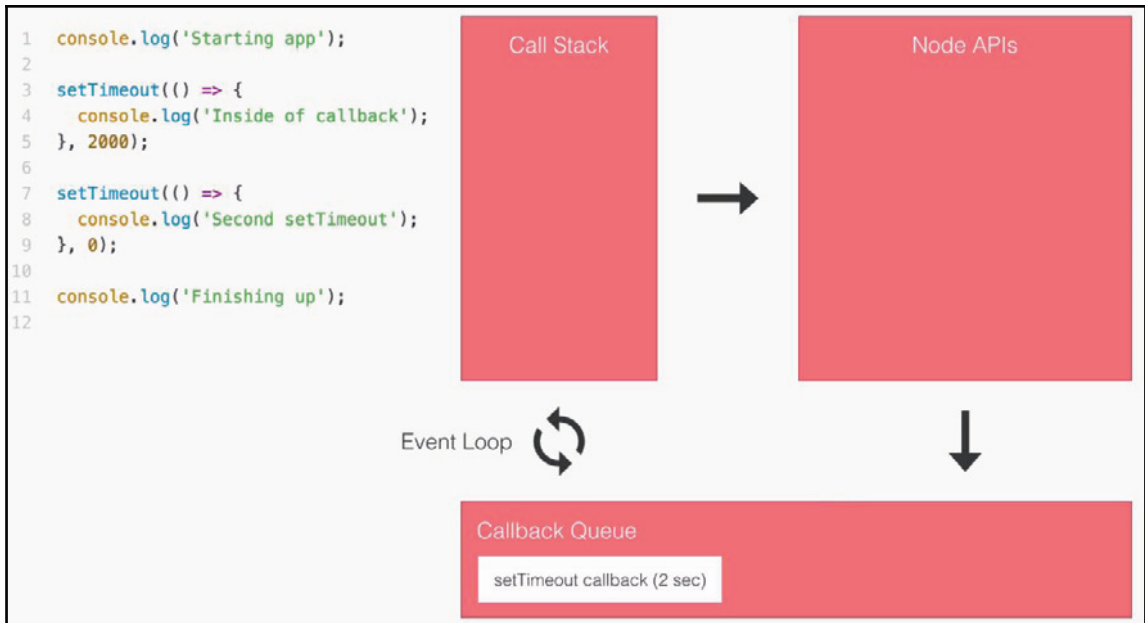 1 console.log('Starting app');
2
3 setTimeout(() => {
4   console.log('Inside of callback');
5 }, 2000);
6
7 setTimeout(() => {
8   console.log('Second setTimeout');
9 }, 0);
10
11 console.log('Finishing up');
12
Call Stack
Node APIs
Event Loop
Callback Queue
setTimeout callback (2 sec)